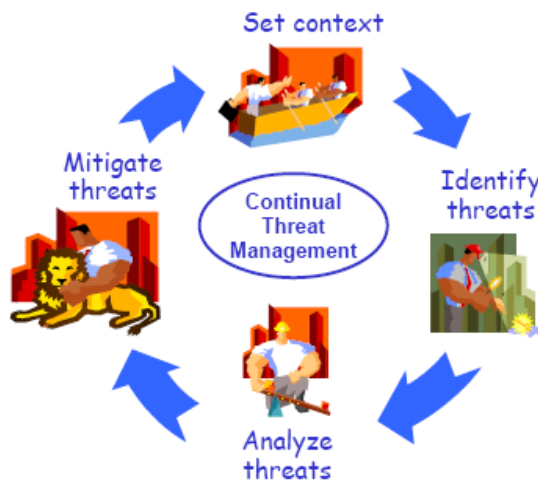 Set context
Identify
threats
Analyze
threats
Mitigate
threats
Continual
Threat
Management